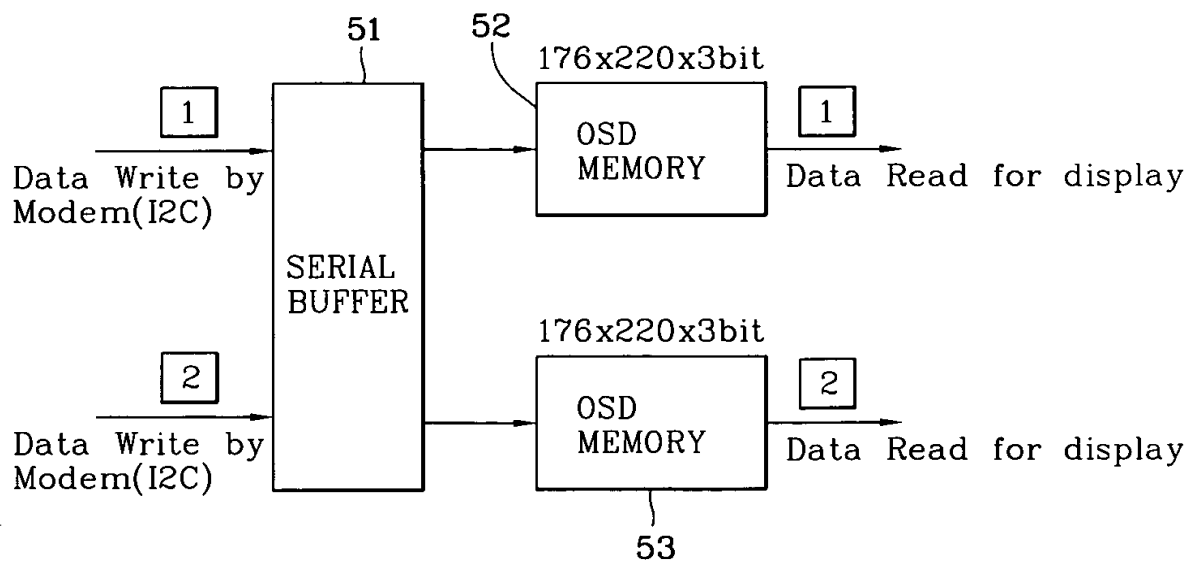 51
52
176x220x3bit
1
1
OSD
MEMORY
Data Write by
Modem(I2C)
Data Read for display
SERIAL
BUFFER
176x220x3bit
2
2
OSD
MEMORY
Data Write by
Modem(I2C)
Data Read for display
53